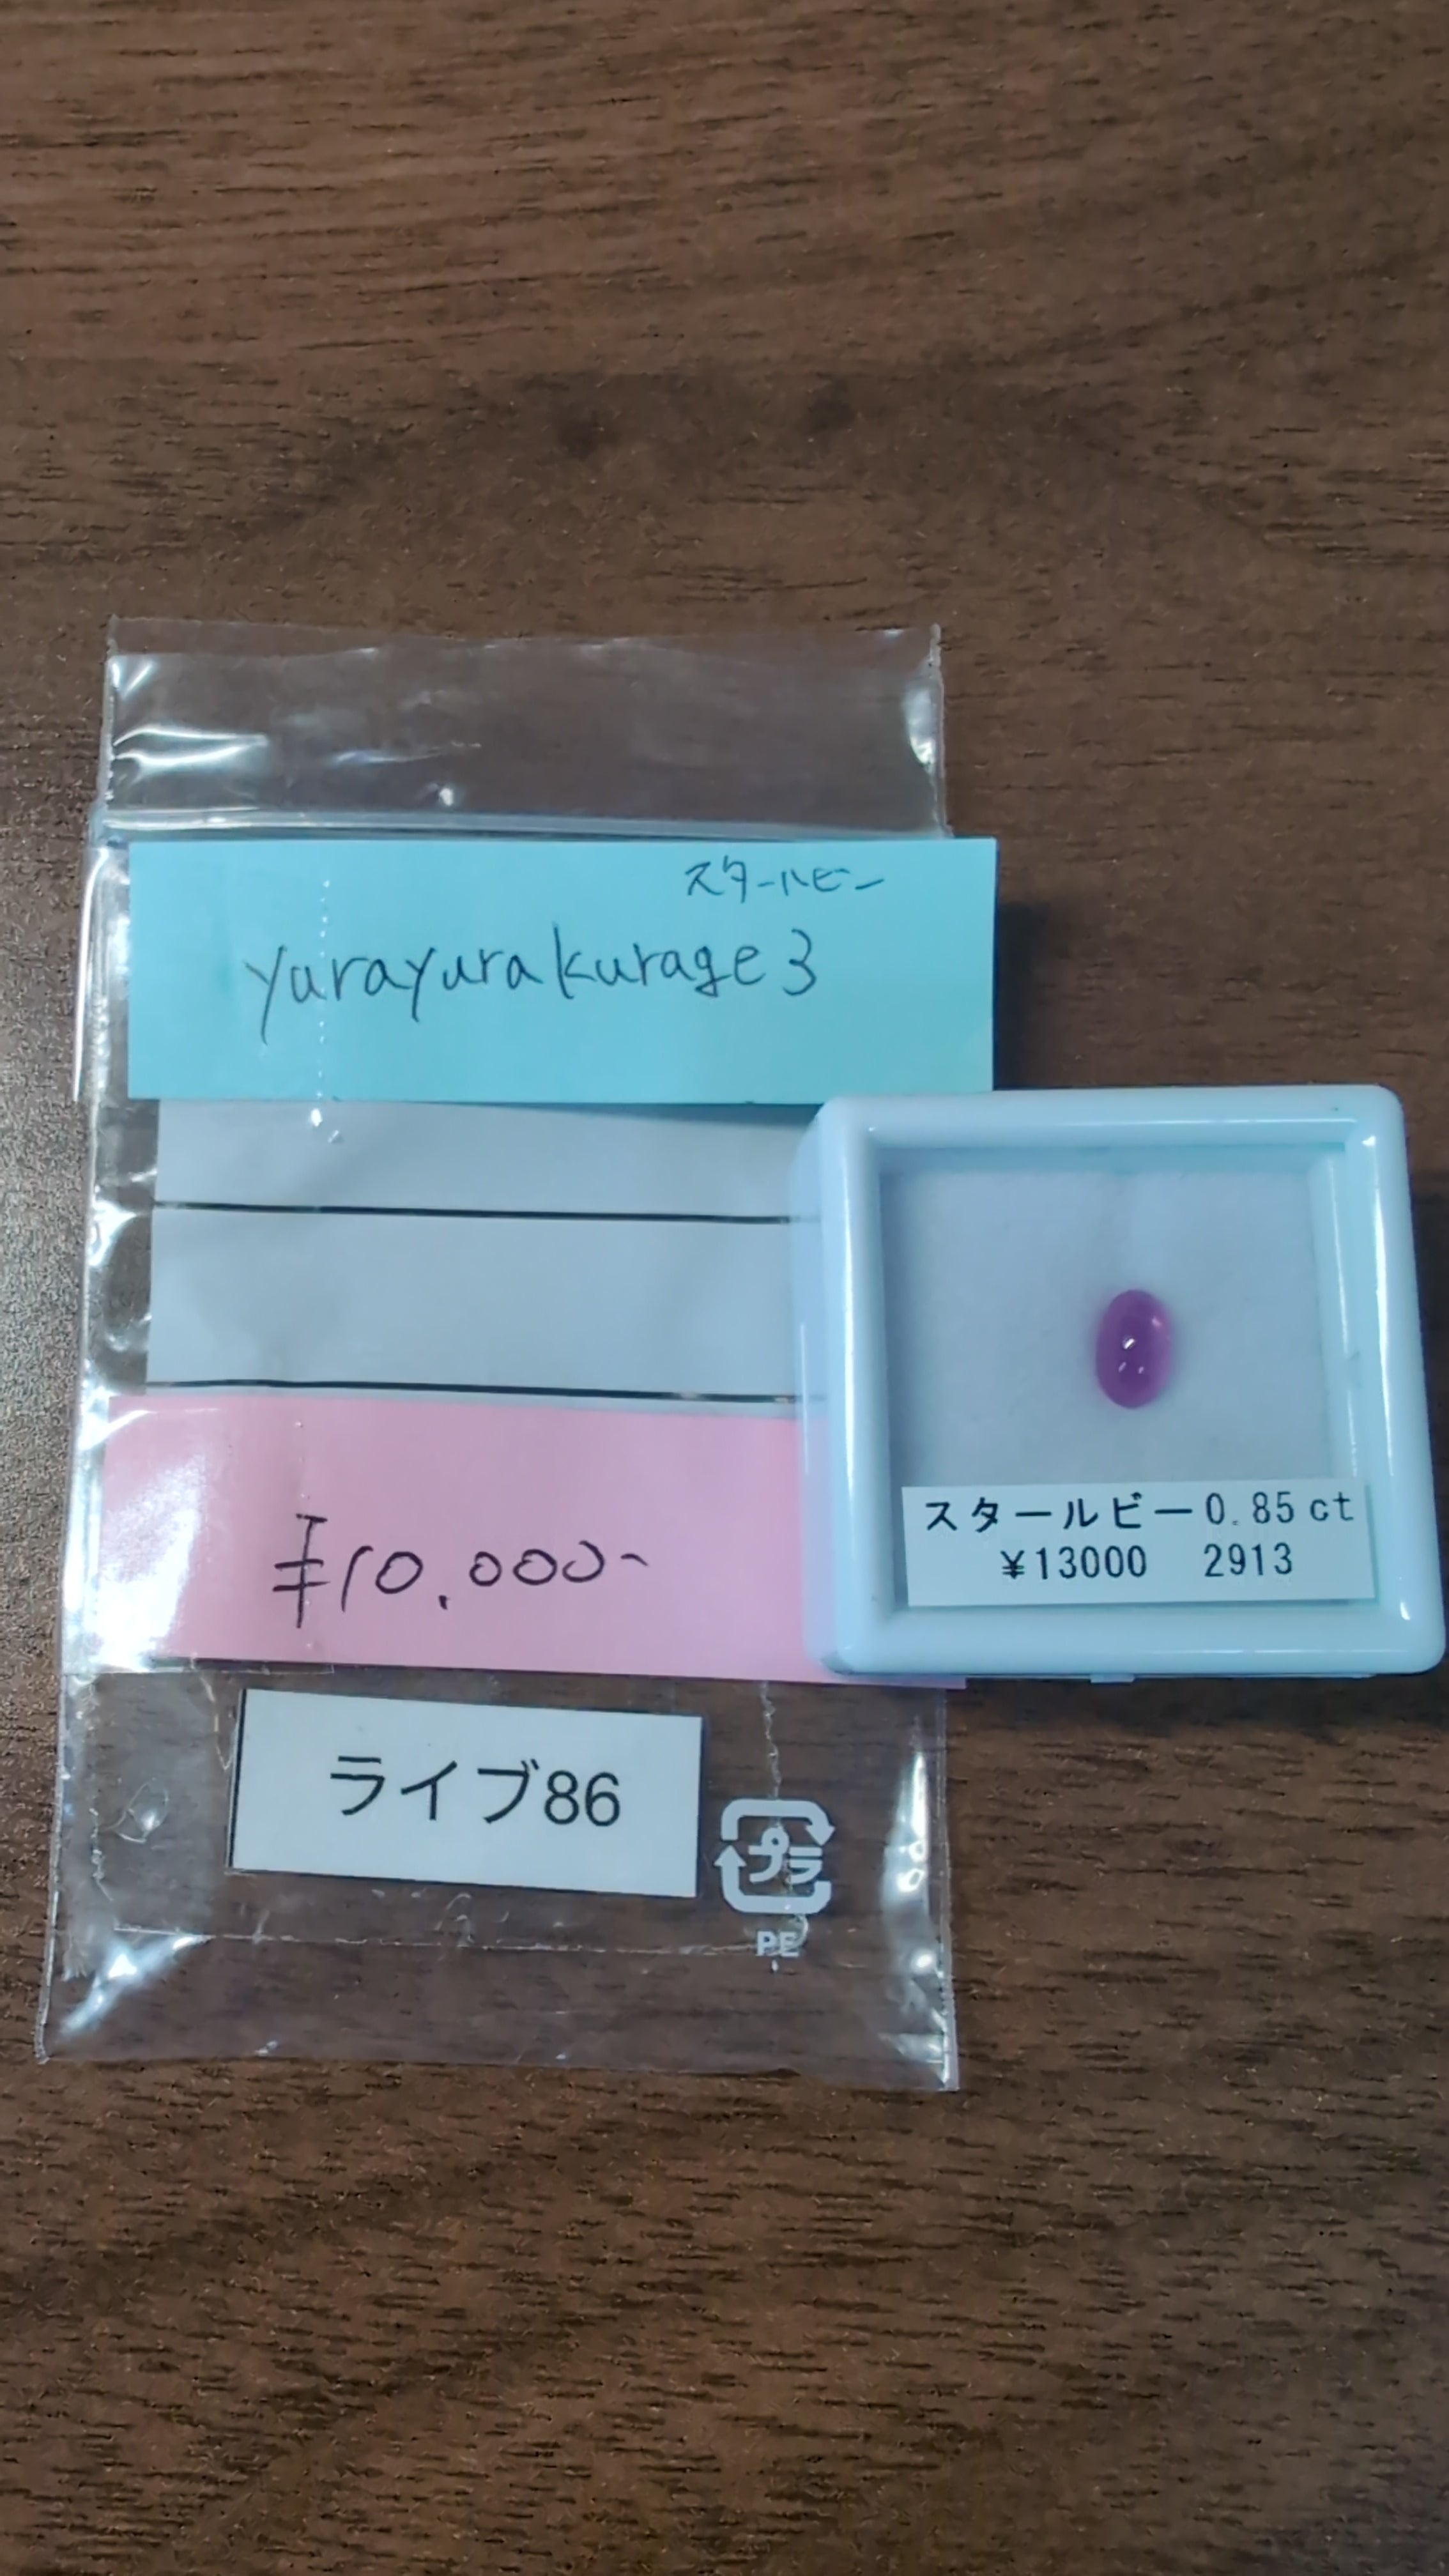 スタールビー
yurayurakurage3
¥10.000-
スタールビー0.85ct
¥13000 2913
ライブ86
プラ
PE